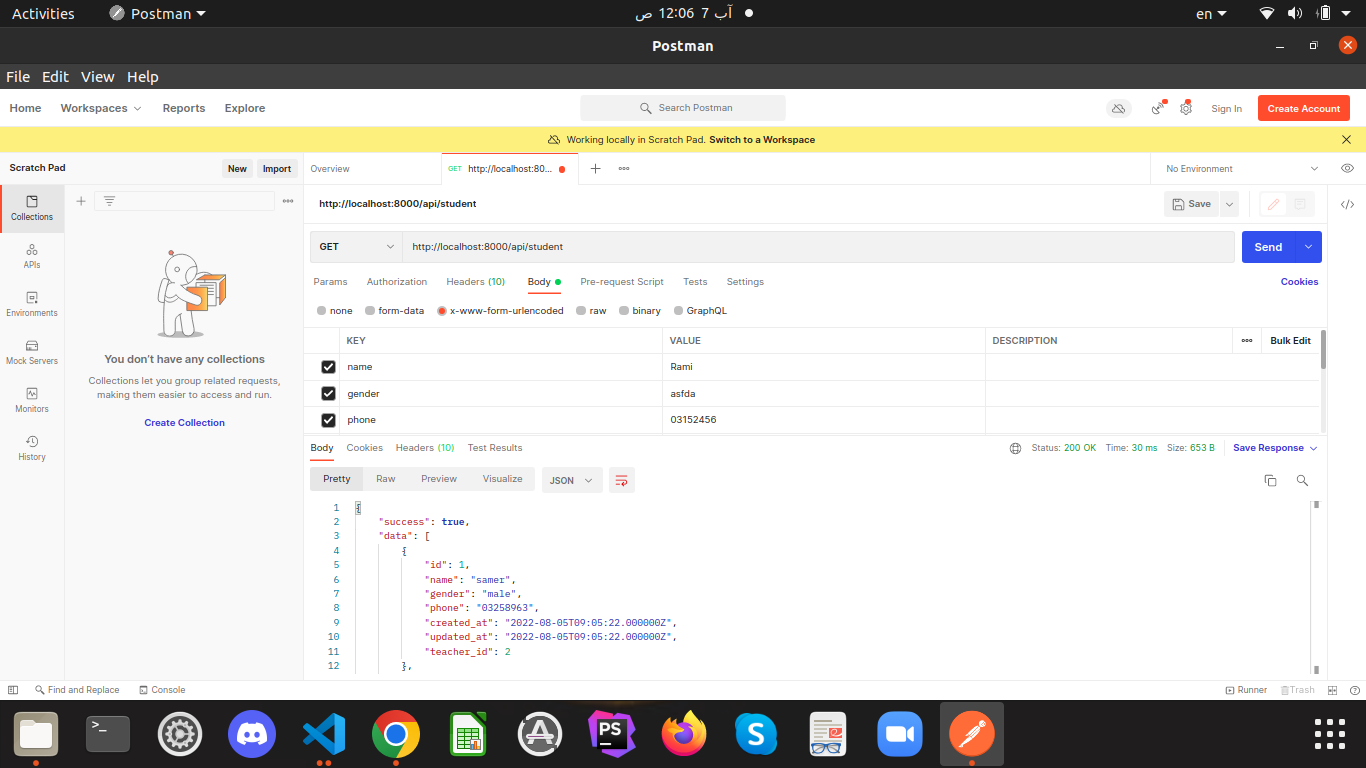 Activities Postman آب 7 12:06 ص en
Postman
File Edit View Help
Home Workspaces Reports Explore Search Postman Sign In Create Account
Working locally in Scratch Pad. Switch to a Workspace
Scratch Pad New Import Overview GET http://localhost:80... No Environment
Collections
APIs
Environments
Mock Servers
Monitors
History
You don't have any collections
Collections let you group related requests,
making them easier to access and run.
Create Collection
http://localhost:8000/api/student Save
GET http://localhost:8000/api/student Send
Params Authorization Headers (10) Body Pre-request Script Tests Settings Cookies
none form-data x-www-form-urlencoded raw binary GraphQL
KEY VALUE DESCRIPTION Bulk Edit
name Rami
gender asfda
phone 03152456
Body Cookies Headers (10) Test Results Status: 200 OK Time: 30 ms Size: 653 B Save Response
Pretty Raw Preview Visualize JSON
1 {
2 "success": true,
3 "data": [
4 {
5 "id": 1,
6 "name": "samer",
7 "gender": "male",
8 "phone": "03258963",
9 "created_at": "2022-08-05T09:05:22.000000Z",
10 "updated_at": "2022-08-05T09:05:22.000000Z",
11 "teacher_id": 2
12 },
Find and Replace Console Runner Trash
>_ PS S